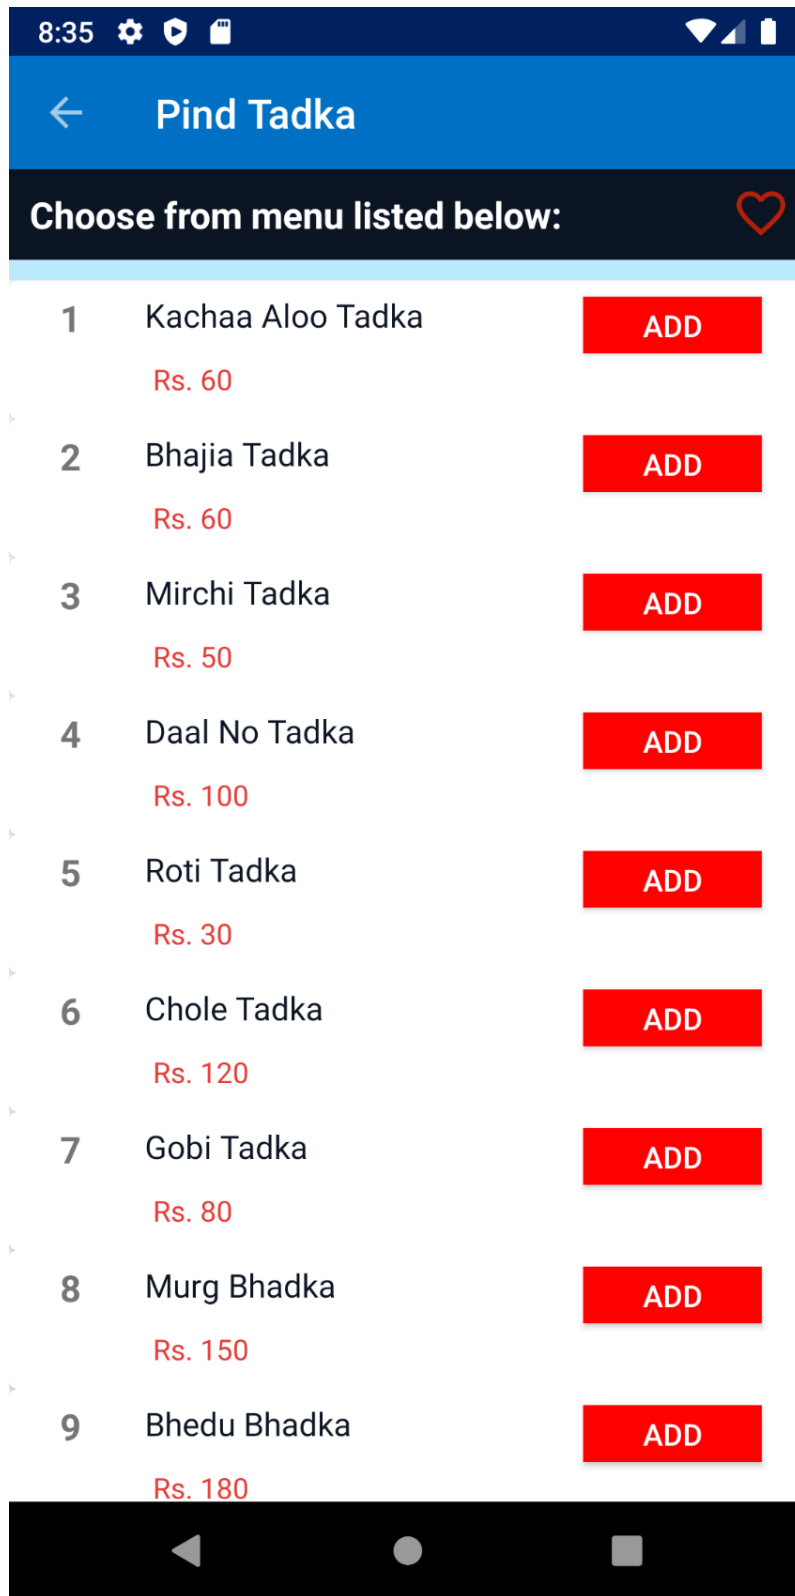 8:35
Pind Tadka
Choose from menu listed below:
1 Kachaa Aloo Tadka ADD
Rs. 60
2 Bhajia Tadka ADD
Rs. 60
3 Mirchi Tadka ADD
Rs. 50
4 Daal No Tadka ADD
Rs. 100
5 Roti Tadka ADD
Rs. 30
6 Chole Tadka ADD
Rs. 120
7 Gobi Tadka ADD
Rs. 80
8 Murg Bhadka ADD
Rs. 150
9 Bhedu Bhadka ADD
Rs. 180